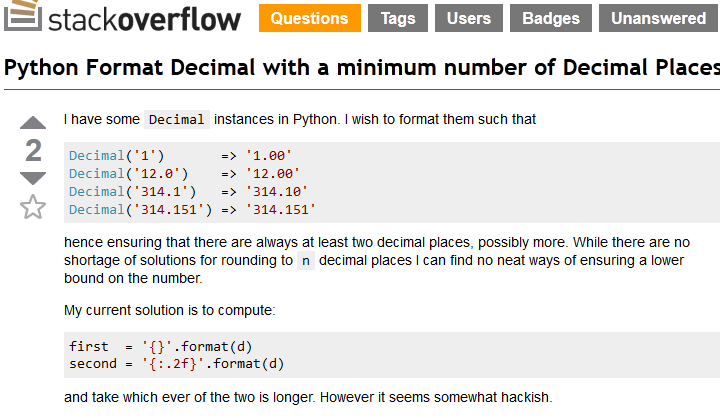 stackoverflow Questions Tags Users Badges Unanswered
Python Format Decimal with a minimum number of Decimal Places
I have some Decimal instances in Python. I wish to format them such that
2
Decimal('1') => '1.00'
Decimal('12.0') => '12.00'
Decimal('314.1') => '314.10'
Decimal('314.151') => '314.151'
hence ensuring that there are always at least two decimal places, possibly more. While there are no
shortage of solutions for rounding to n decimal places I can find no neat ways of ensuring a lower
bound on the number.
My current solution is to compute:
first = '{}'.format(d)
second = '{:.2f}'.format(d)
and take which ever of the two is longer. However it seems somewhat hackish.